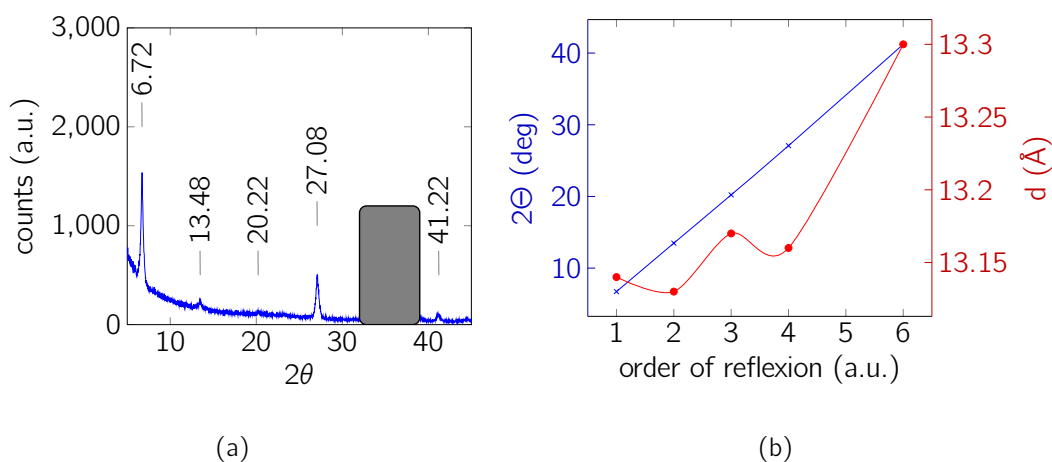 3,000
2,000
1,000
0
counts (a.u.)
6.72
13.48
20.22
27.08
41.22
10 20 30 40
2θ
(a)
40
30
20
10
2Θ (deg)
13.3
13.25
13.2
13.15
d (Å)
1 2 3 4 5 6
order of reflexion (a.u.)
(b)